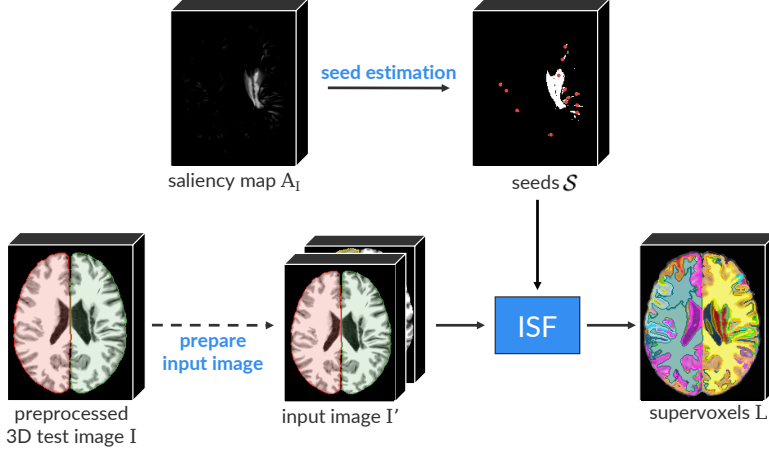 seed estimation
saliency map A_I
seeds 𝒮
prepare
input image
ISF
preprocessed
3D test image I
input image I’
supervoxels L